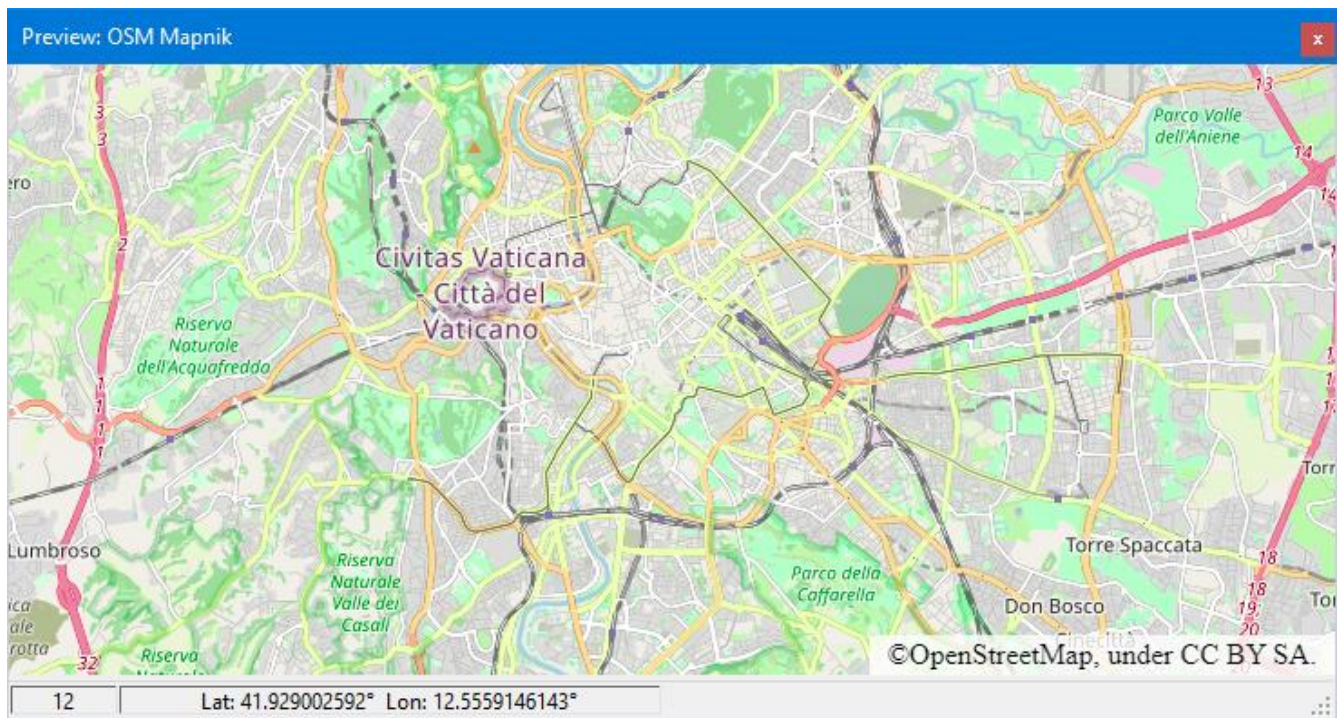 Preview: OSM Mapnik
x
13
3
3
Parco Valle
dell'Aniene
14
14
ero
2
Civitas Vaticana
Città del
Vaticano
Riserva
Naturale
dell'Acquafredda
1
1
1
1
1
Torr
Lumbroso
Riserva
Naturale
Valle dei
Casali
Torre Spaccata
18
Parco della
Caffarella
18
19;
20
Don Bosco
Tor
Cinecittà
ica
ale
rotta
32
Riserva
©OpenStreetMap, under CC BY SA.
12
Lat: 41.929002592° Lon: 12.5559146143°